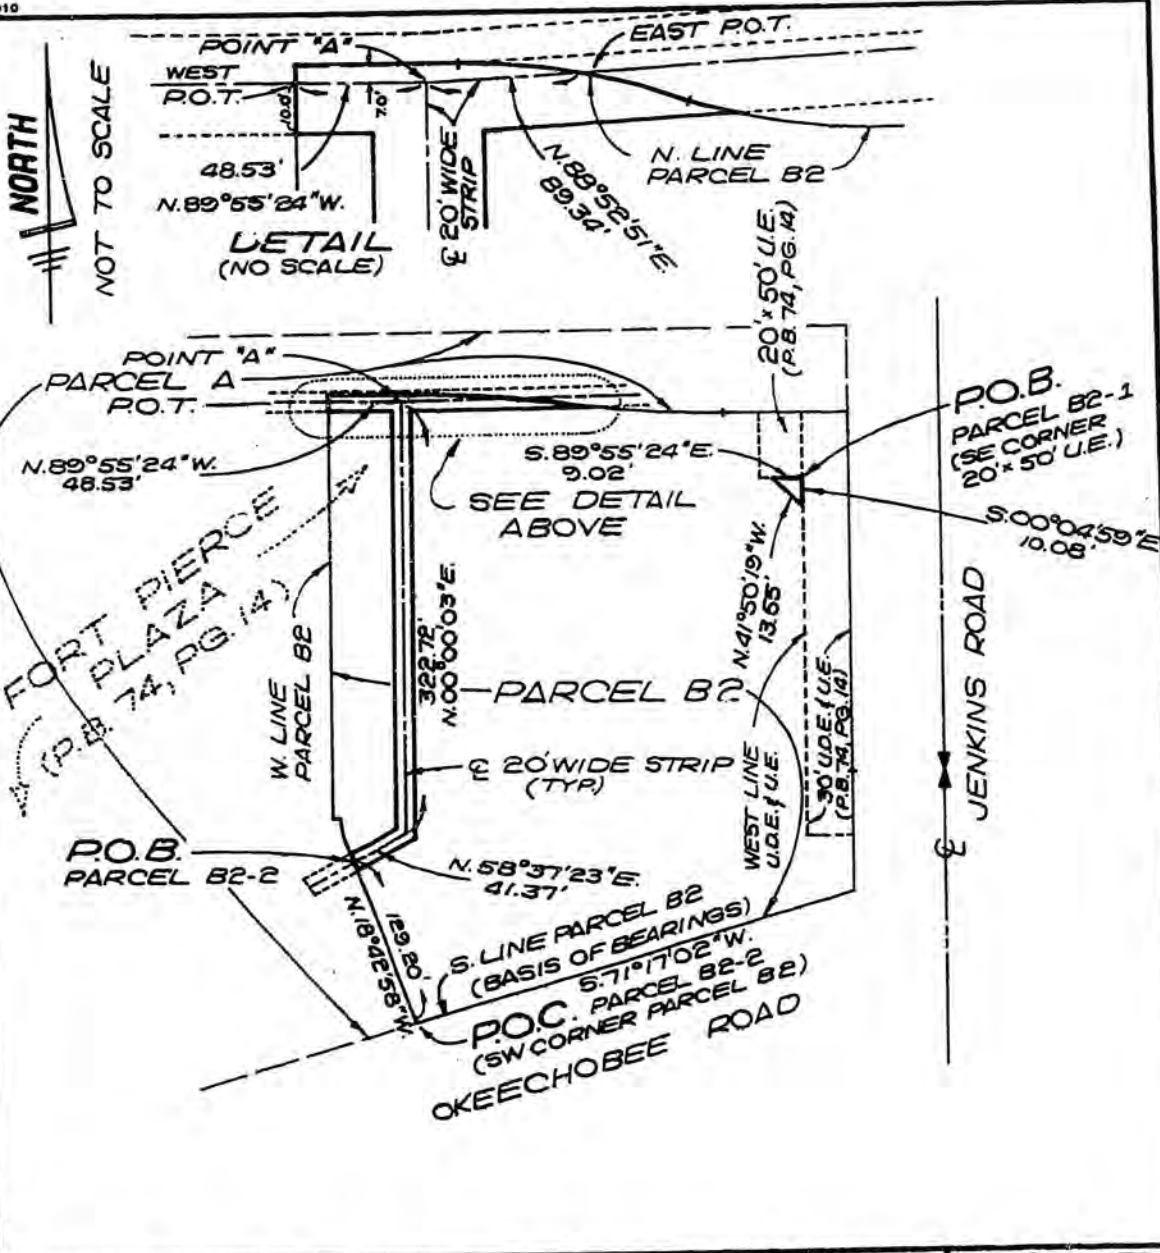 NORTH
NOT TO SCALE
POINT "A"
EAST P.O.T.
WEST
P.O.T.
10.0'
7.0'
48.53'
N.89°55'24"W.
℄ 20' WIDE
STRIP
N.88°52'51"E.
89.34'
N. LINE
PARCEL B2
DETAIL
(NO SCALE)
20' x 50' U.E.
(P.B. 74, PG. 14)
POINT "A"
PARCEL A
P.O.T.
N.89°55'24"W.
48.53'
S.89°55'24"E.
9.02'
SEE DETAIL
ABOVE
P.O.B.
PARCEL B2-1
(SE CORNER
20' x 50' U.E.)
S.00°04'59"E
10.08'
N.41°50'19"W.
13.65'
FORT PIERCE
PLAZA
(P.B. 74, PG. 14)
W. LINE
PARCEL B2
322.72'
N.00°00'03"E.
PARCEL B2
℄ 20' WIDE STRIP
(TYP.)
WEST LINE
U.D.E. & U.E.
30' U.D.E. & U.E.
(P.B. 74, PG. 14)
JENKINS ROAD
℄
P.O.B.
PARCEL B2-2
N.58°37'23"E.
41.37'
N.18°42'58"W.
129.20'
S. LINE PARCEL B2
(BASIS OF BEARINGS)
S.71°17'02"W.
P.O.C. PARCEL B2-2
(SW CORNER PARCEL B2)
OKEECHOBEE ROAD